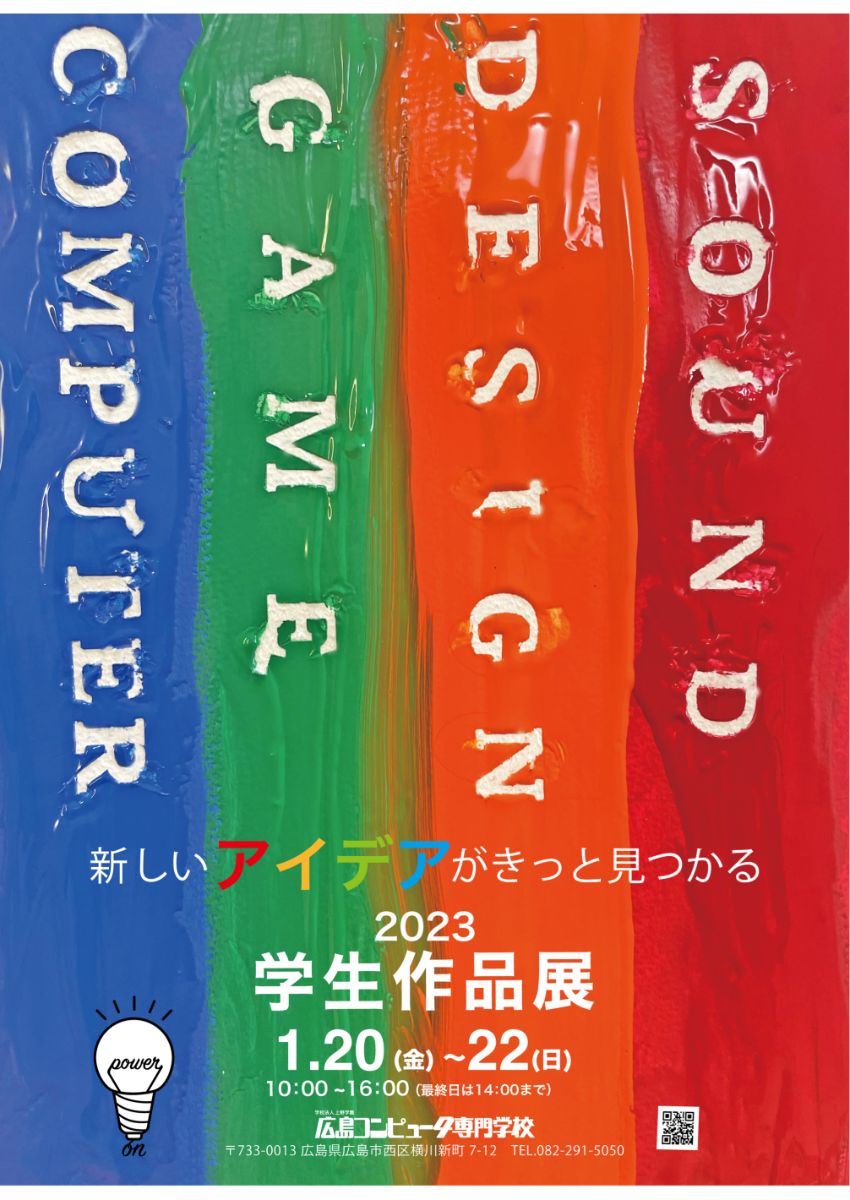 COMPUTER
GAME
DESIGN
SOUND
新しいアイデアがきっと見つかる
2023
学生作品展
1.20(金)~22(日)
10:00~16:00(最終日は14:00まで)
power
on
学校法人上野学園
広島コンピュータ専門学校
〒733-0013 広島県広島市西区横川新町 7-12 TEL.082-291-5050